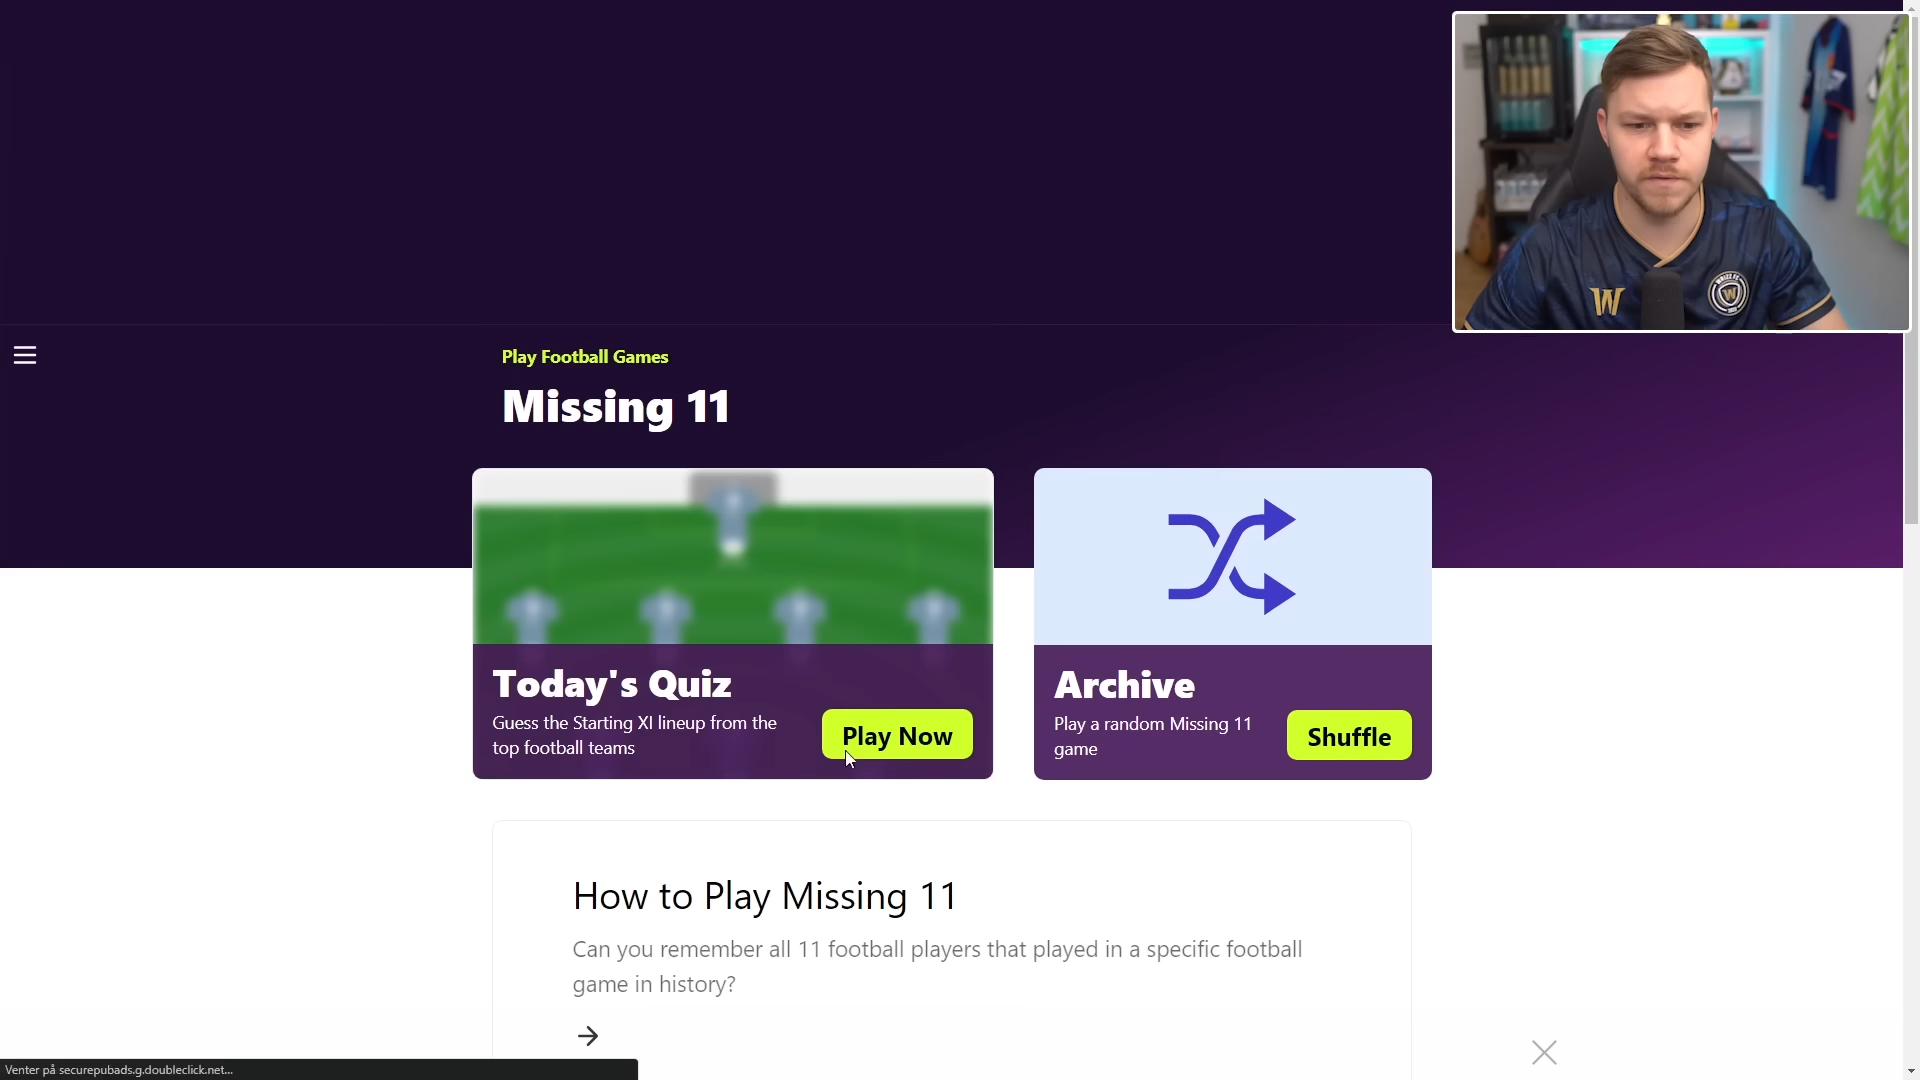 Play Football Games
Missing 11
Today's Quiz
Guess the Starting XI lineup from the
top football teams
Play Now
Archive
Play a random Missing 11
game
Shuffle
How to Play Missing 11
Can you remember all 11 football players that played in a specific football
game in history?
Venter på securepubads.g.doubleclick.net...
W
W